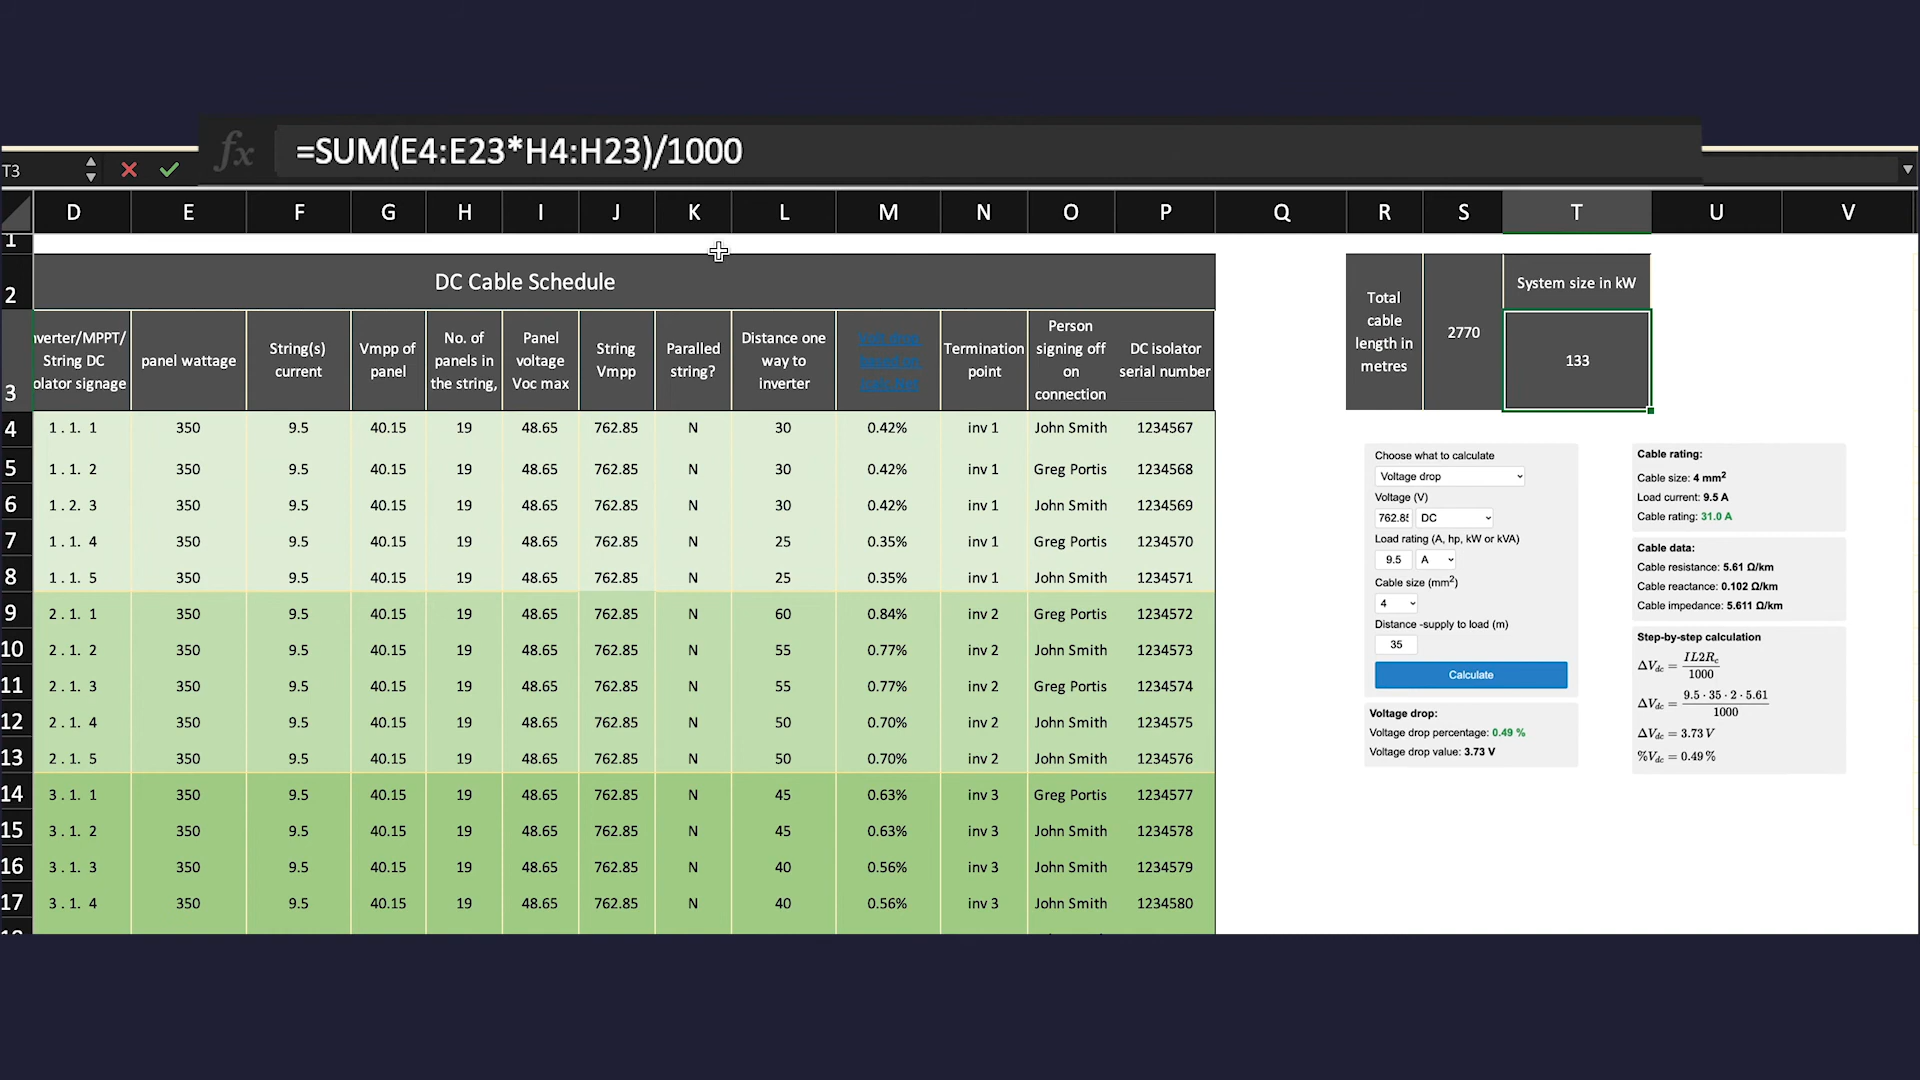 =SUM(E4:E23*H4:H23)/1000
T3
D E F G H I J K L M N O P Q R S T U V
1
2 DC Cable Schedule
3
nverter/MPPT/
String DC
olator signage
panel wattage
String(s)
current
Vmpp of
panel
No. of
panels in
the string,
Panel
voltage
Voc max
String
Vmpp
Paralled
string?
Distance one
way to
inverter
Termination
point
Person
signing off
on
connection
DC isolator
serial number
4 1 . 1. 1 350 9.5 40.15 19 48.65 762.85 N 30 0.42% inv 1 John Smith 1234567
5 1 . 1. 2 350 9.5 40.15 19 48.65 762.85 N 30 0.42% inv 1 Greg Portis 1234568
6 1 . 2. 3 350 9.5 40.15 19 48.65 762.85 N 30 0.42% inv 1 John Smith 1234569
7 1 . 1. 4 350 9.5 40.15 19 48.65 762.85 N 25 0.35% inv 1 Greg Portis 1234570
8 1 . 1. 5 350 9.5 40.15 19 48.65 762.85 N 25 0.35% inv 1 John Smith 1234571
9 2 . 1. 1 350 9.5 40.15 19 48.65 762.85 N 60 0.84% inv 2 Greg Portis 1234572
10 2 . 1. 2 350 9.5 40.15 19 48.65 762.85 N 55 0.77% inv 2 John Smith 1234573
11 2 . 1. 3 350 9.5 40.15 19 48.65 762.85 N 55 0.77% inv 2 Greg Portis 1234574
12 2 . 1. 4 350 9.5 40.15 19 48.65 762.85 N 50 0.70% inv 2 John Smith 1234575
13 2 . 1. 5 350 9.5 40.15 19 48.65 762.85 N 50 0.70% inv 2 John Smith 1234576
14 3 . 1. 1 350 9.5 40.15 19 48.65 762.85 N 45 0.63% inv 3 Greg Portis 1234577
15 3 . 1. 2 350 9.5 40.15 19 48.65 762.85 N 45 0.63% inv 3 John Smith 1234578
16 3 . 1. 3 350 9.5 40.15 19 48.65 762.85 N 40 0.56% inv 3 John Smith 1234579
17 3 . 1. 4 350 9.5 40.15 19 48.65 762.85 N 40 0.56% inv 3 John Smith 1234580
Total
cable
length in
metres
2770
System size in kW
133
Choose what to calculate
Voltage drop
Voltage (V)
762.85 DC
Load rating (A, hp, kW or kVA)
9.5 A
Cable size (mm²)
4
Distance -supply to load (m)
35
Calculate
Voltage drop:
Voltage drop percentage: 0.49 %
Voltage drop value: 3.73 V
Cable rating:
Cable size: 4 mm²
Load current: 9.5 A
Cable rating: 31.0 A
Cable data:
Cable resistance: 5.61 Ω/km
Cable reactance: 0.102 Ω/km
Cable impedance: 5.611 Ω/km
Step-by-step calculation
ΔVdc = IL2Rc / 1000
ΔVdc = 9.5 · 35 · 2 · 5.61 / 1000
ΔVdc = 3.73 V
%Vdc = 0.49 %